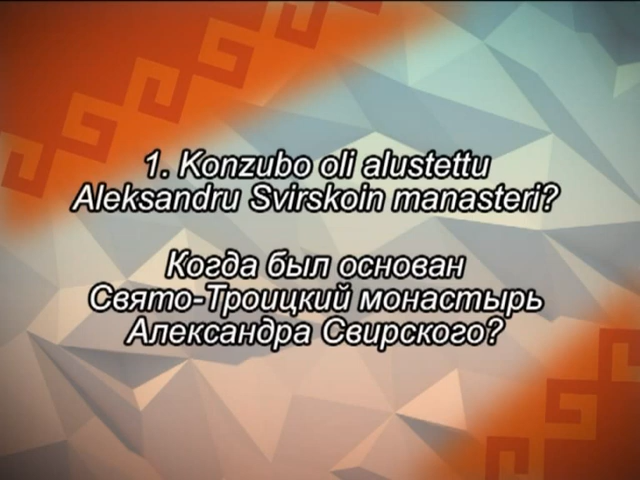 1. Konzubo oli alustettu
Aleksandru Svirskoin manasteri?
Когда был основан
Свято-Троицкий монастырь
Александра Свирского?